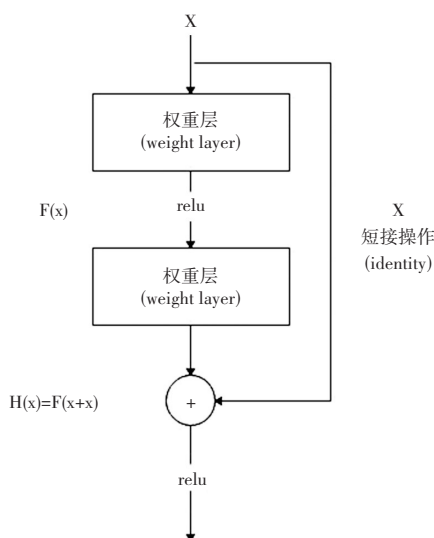 X
权重层
(weight layer)
F(x)
relu
X
短接操作
(identity)
权重层
(weight layer)
H(x)=F(x+x)
+
relu